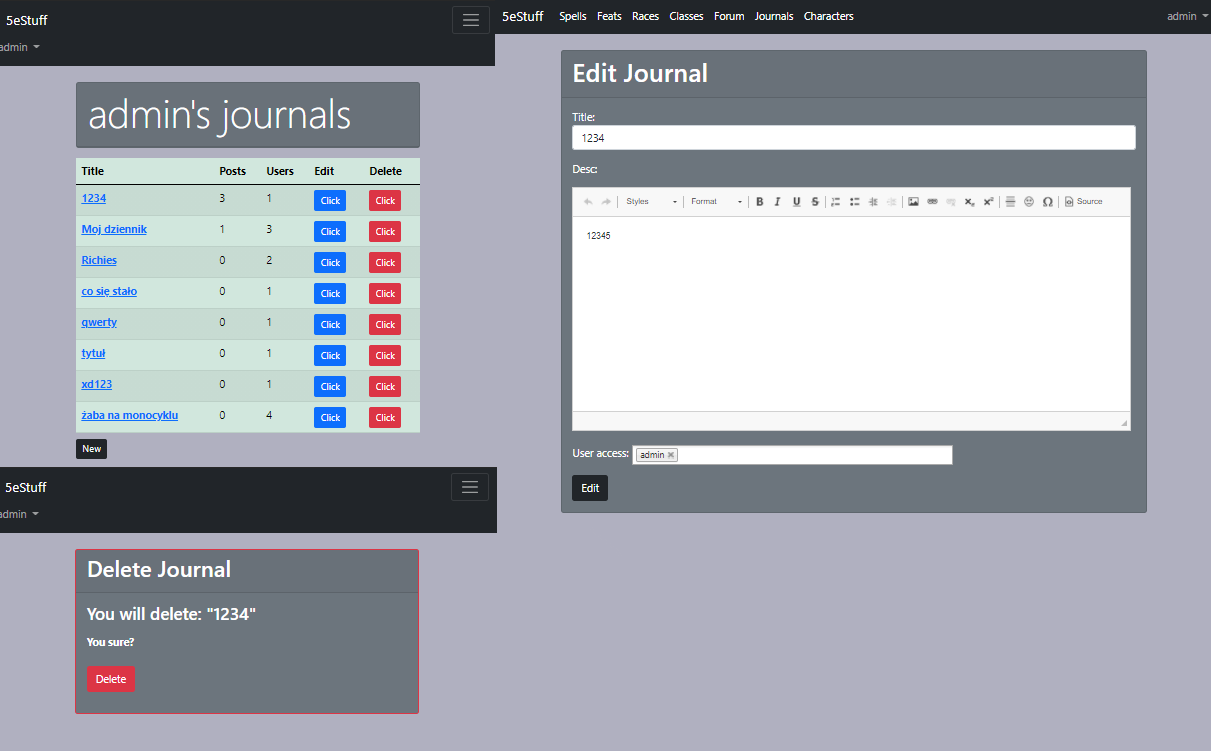 5eStuff
admin
admin's journals
Title Posts Users Edit Delete
1234 3 1 Click Click
Moj dziennik 1 3 Click Click
Richies 0 2 Click Click
co się stało 0 1 Click Click
qwerty 0 1 Click Click
tytuł 0 1 Click Click
xd123 0 1 Click Click
żaba na monocyklu 0 4 Click Click
New
5eStuff
admin
Delete Journal
You will delete: "1234"
You sure?
Delete
5eStuff Spells Feats Races Classes Forum Journals Characters admin
Edit Journal
Title:
1234
Desc:
Styles Format B I U S x x Source
12345
User access: admin
Edit